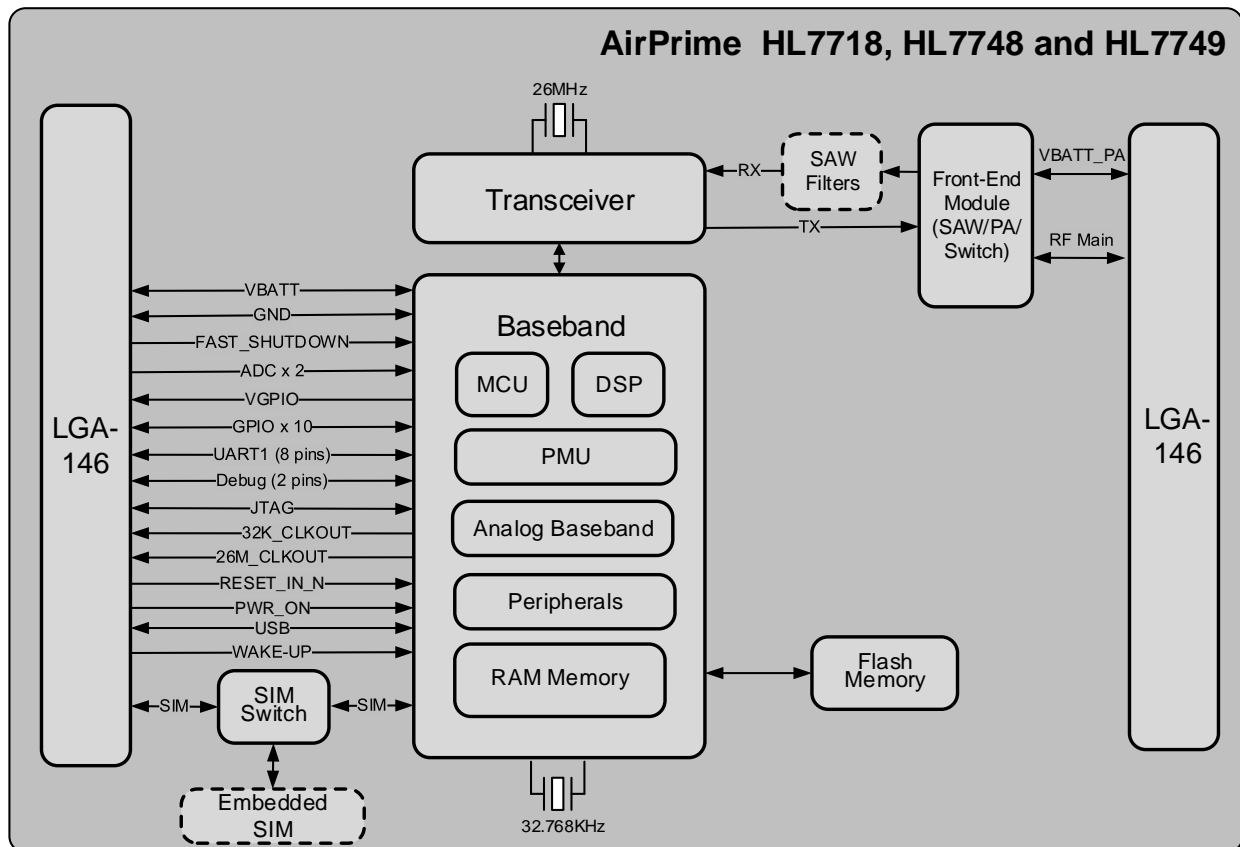 AirPrime HL7718, HL7748 and HL7749
26MHz
Transceiver
RX
SAW
Filters
TX
Front-End
Module
(SAW/PA/
Switch)
VBATT_PA
RF Main
LGA-
146
LGA-
146
VBATT
GND
FAST_SHUTDOWN
ADC x 2
VGPIO
GPIO x 10
UART1 (8 pins)
Debug (2 pins)
JTAG
32K_CLKOUT
26M_CLKOUT
RESET_IN_N
PWR_ON
USB
WAKE-UP
SIM
SIM
Switch
SIM
Embedded
SIM
Baseband
MCU
DSP
PMU
Analog Baseband
Peripherals
RAM Memory
Flash
Memory
32.768KHz